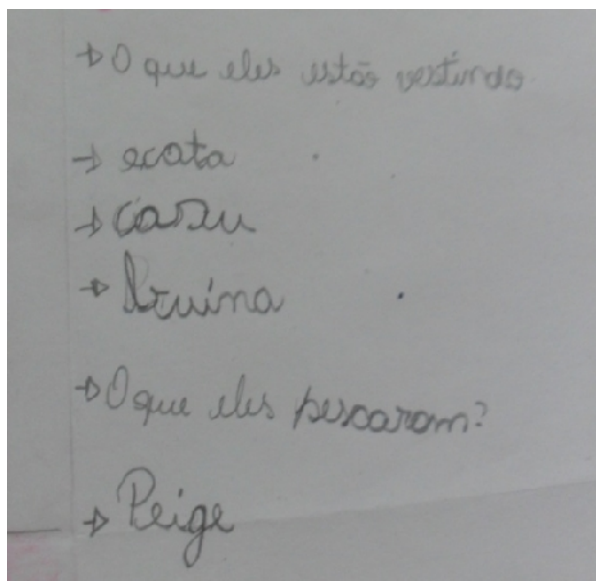 → O que eles estão vestindo
→ ecata
→ Casu
→ Bruina
→ O que eles pescaram?
→ Peige